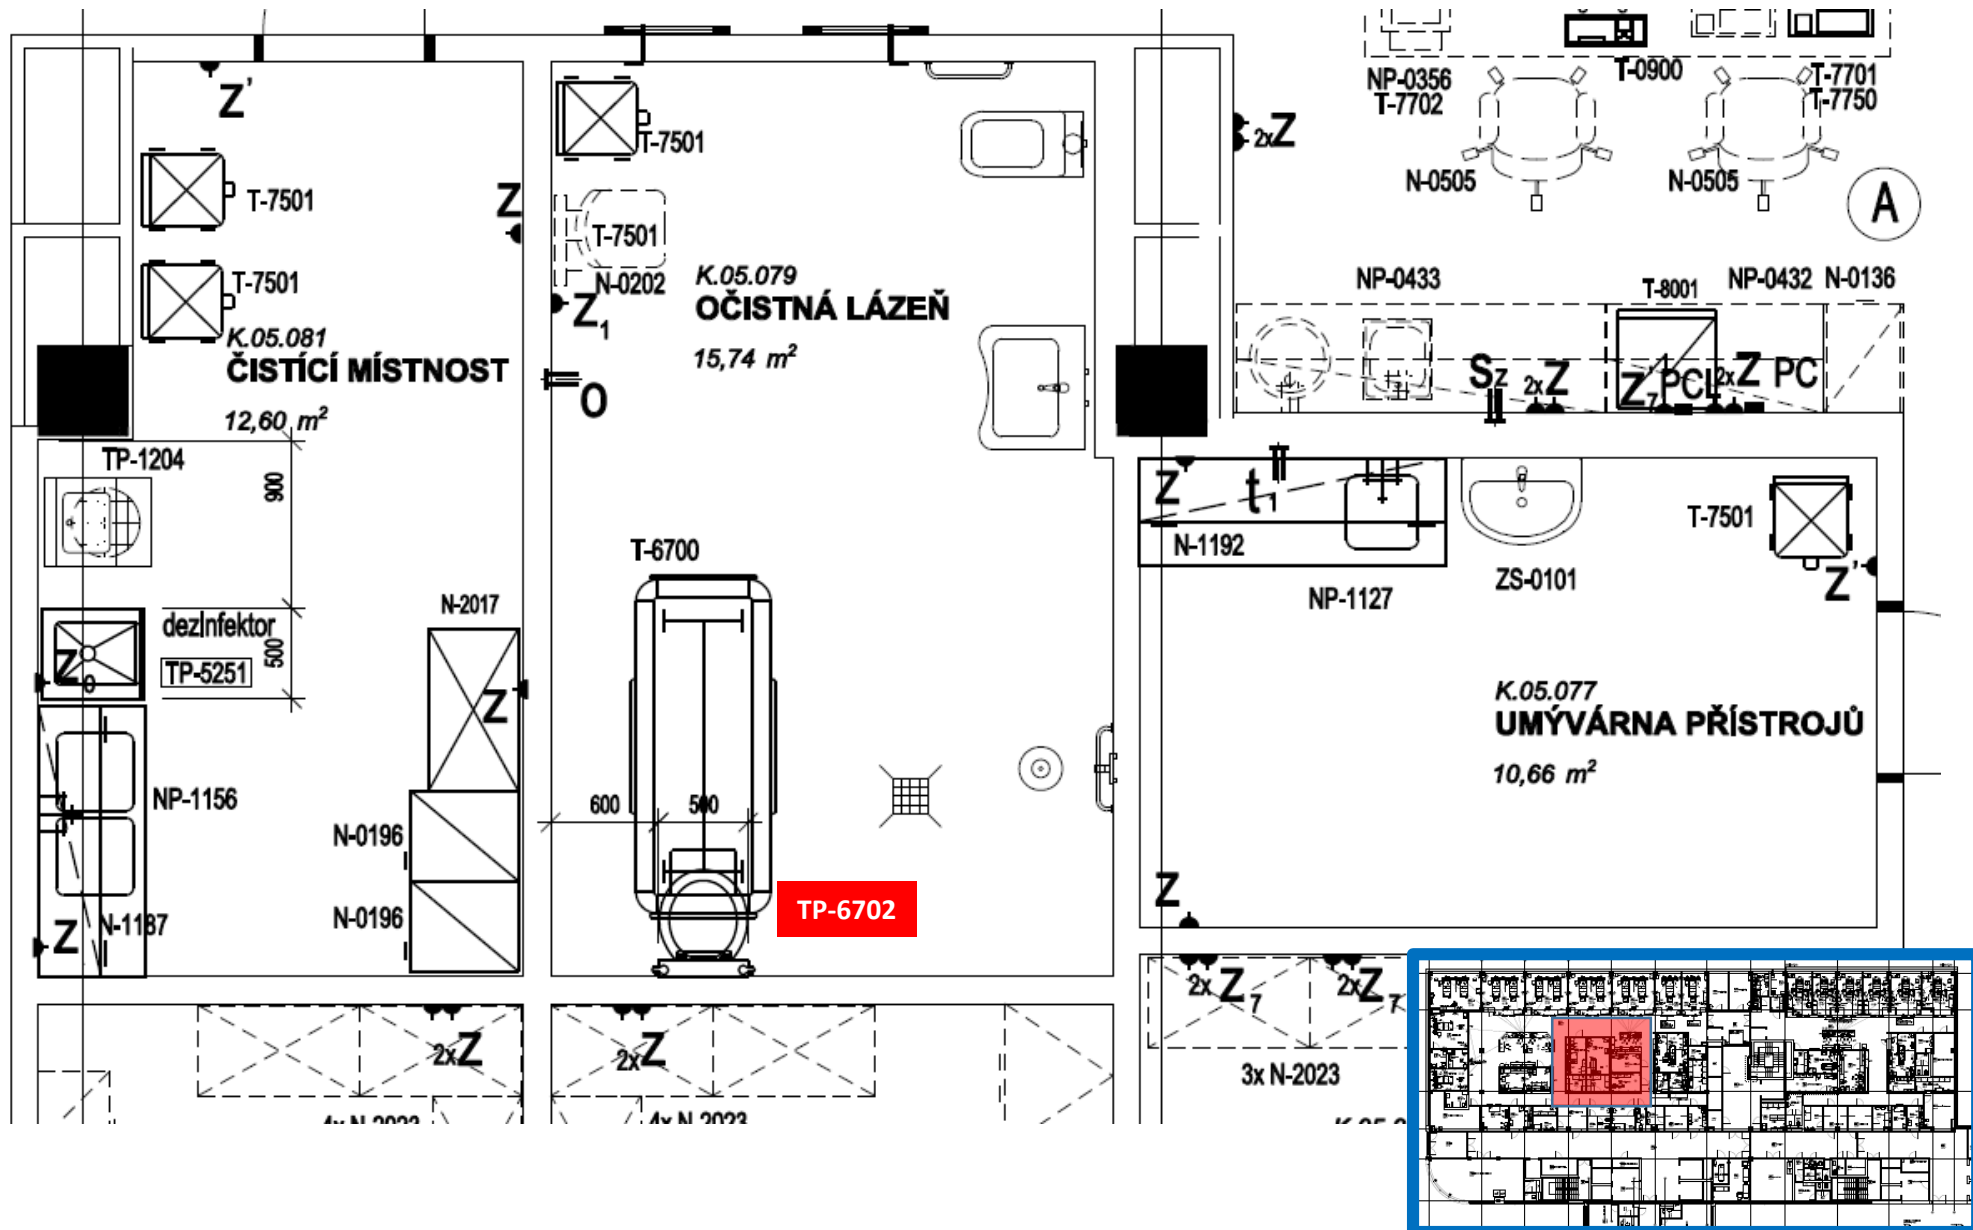 Z'
T-7501
T-7501
Z
K.05.081
ČISTÍCÍ MÍSTNOST
12,60 m²
TP-1204
900
dezinfektor
500
TP-5251
Z0
N-2017
Z
NP-1156
N-0196
N-0196
N-1187
Z
2xZ
T-7501
T-7501
N-0202
Z1
K.05.079
OČISTNÁ LÁZEŇ
15,74 m²
O
T-6700
600
500
TP-6702
2xZ
4x N-2023
4x N-2023
2xZ
NP-0356
T-7702
T-0900
T-7701
T-7750
N-0505
N-0505
A
NP-0433
T-8001
NP-0432
N-0136
Sz
2xZ
Z7
PCL
2xZ
PC
Z
t1
N-1192
NP-1127
ZS-0101
T-7501
Z'
K.05.077
UMÝVÁRNA PŘÍSTROJŮ
10,66 m²
Z
2xZ7
2xZ7
3x N-2023